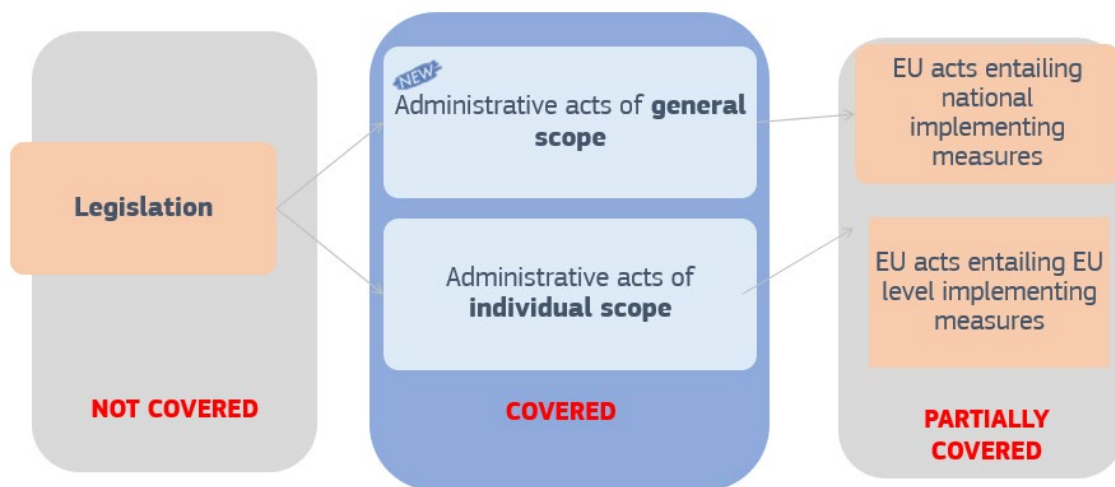 Legislation
NOT COVERED
NEW
Administrative acts of general
scope
Administrative acts of
individual scope
COVERED
EU acts entailing
national
implementing
measures
EU acts entailing EU
level implementing
measures
PARTIALLY
COVERED